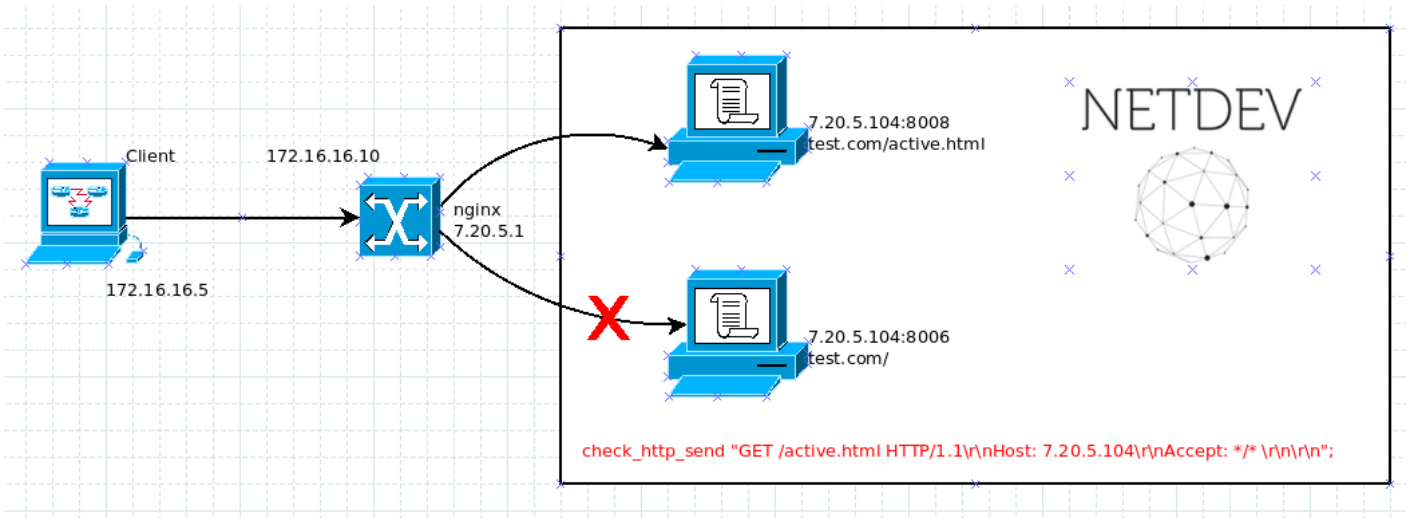 Client
172.16.16.10
172.16.16.5
nginx
7.20.5.1
7.20.5.104:8008
test.com/active.html
NETDEV
7.20.5.104:8006
test.com/
X
check_http_send "GET /active.html HTTP/1.1\r\nHost: 7.20.5.104\r\nAccept: */* \r\n\r\n";